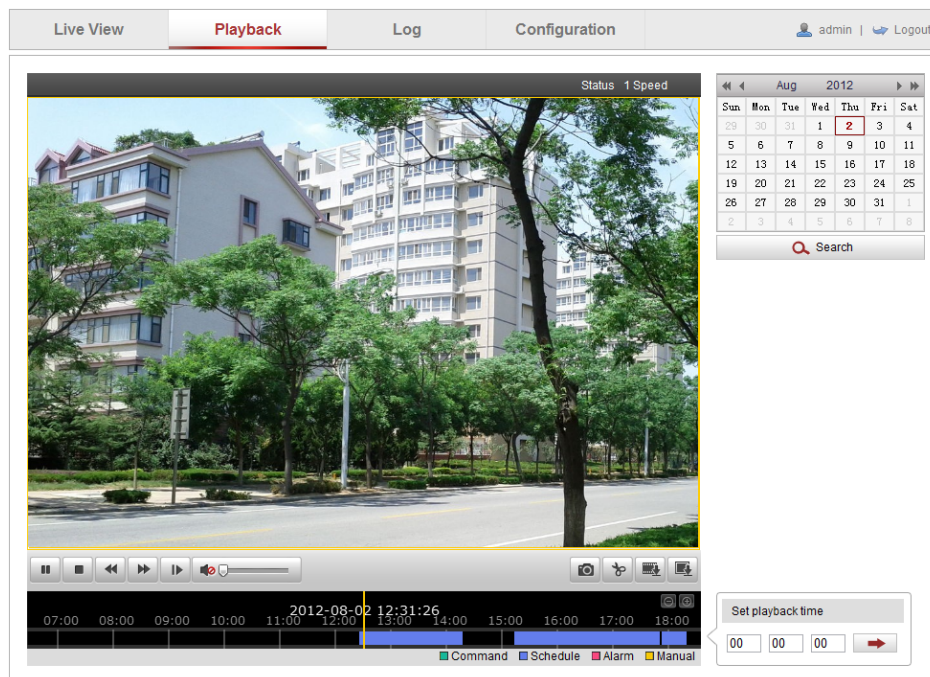 Live View Playback Log Configuration admin | Logout
Status 1 Speed
Aug 2012
Sun Mon Tue Wed Thu Fri Sat
29 30 31 1 2 3 4
5 6 7 8 9 10 11
12 13 14 15 16 17 18
19 20 21 22 23 24 25
26 27 28 29 30 31 1
2 3 4 5 6 7 8
Search
2012-08-02 12:31:26
07:00 08:00 09:00 10:00 11:00 12:00 13:00 14:00 15:00 16:00 17:00 18:00
Command Schedule Alarm Manual
Set playback time
00 00 00